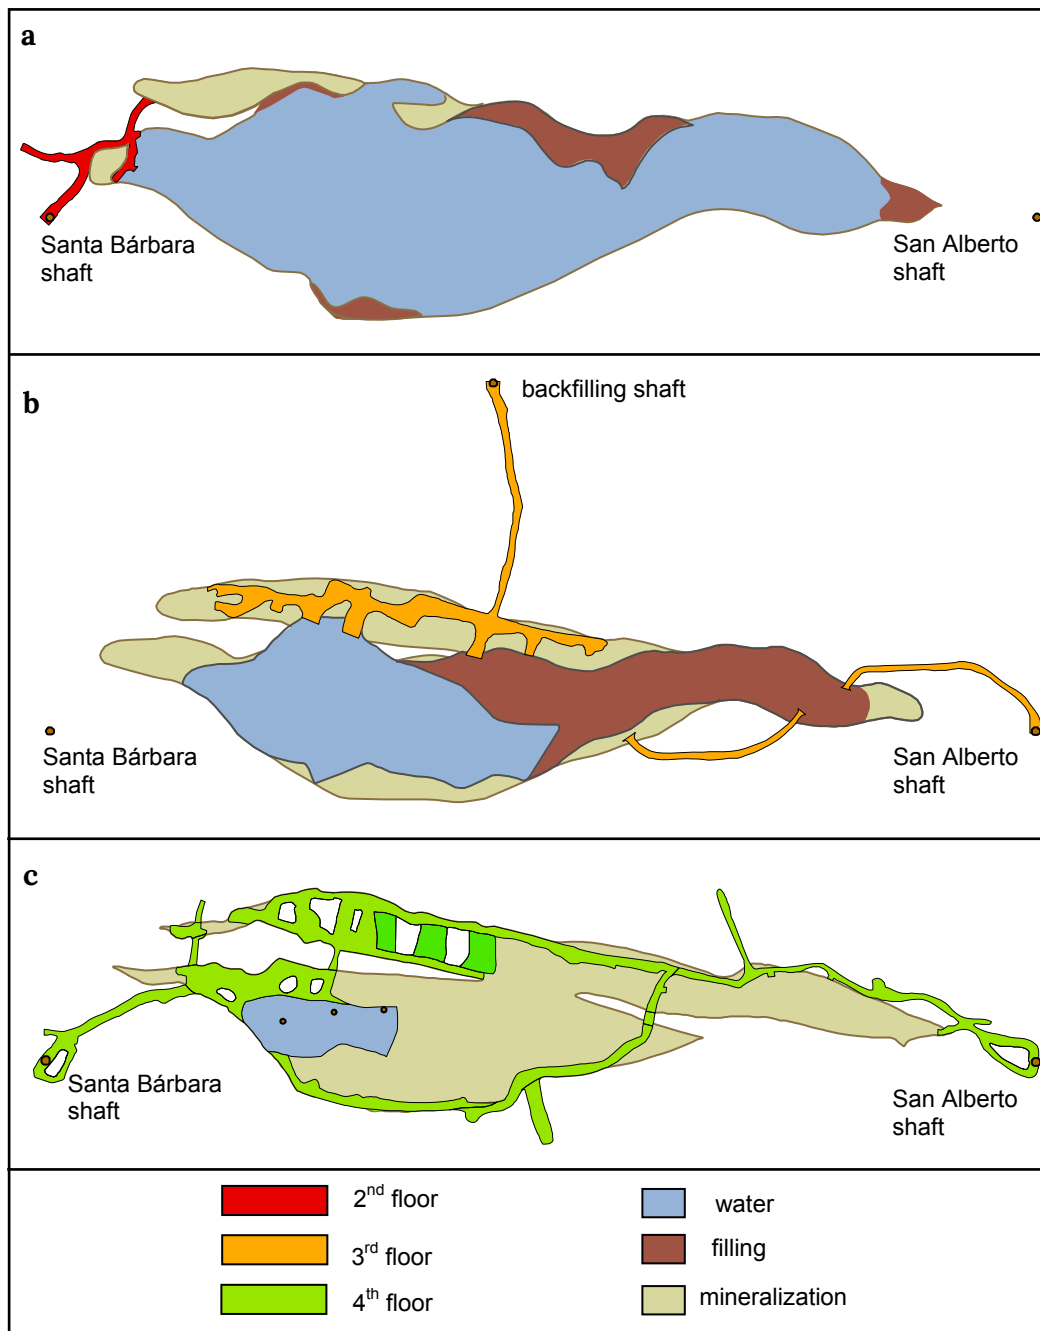 a
Santa Bárbara
shaft
San Alberto
shaft
b
backfilling shaft
Santa Bárbara
shaft
San Alberto
shaft
c
Santa Bárbara
shaft
San Alberto
shaft
2nd floor
3rd floor
4th floor
water
filling
mineralization